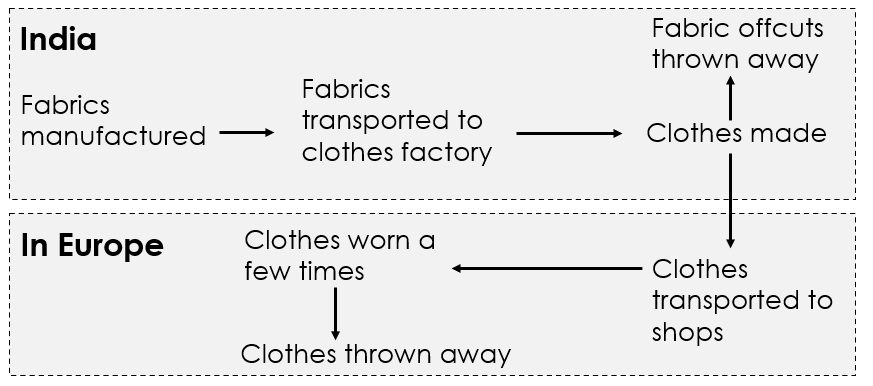 India
Fabrics
manufactured
Fabrics
transported to
clothes factory
Fabric offcuts
thrown away
Clothes made
In Europe
Clothes
transported to
shops
Clothes worn a
few times
Clothes thrown away